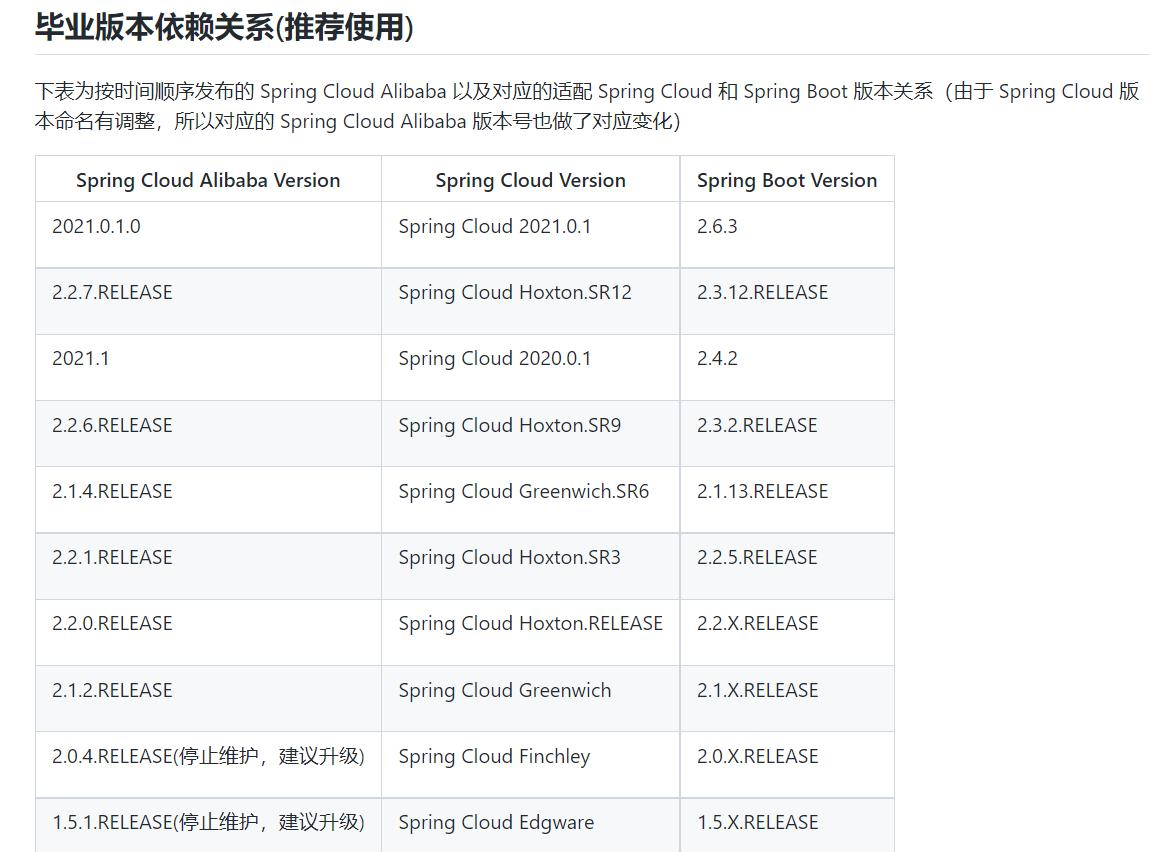 毕业版本依赖关系(推荐使用)
下表为按时间顺序发布的 Spring Cloud Alibaba 以及对应的适配 Spring Cloud 和 Spring Boot 版本关系（由于 Spring Cloud 版
本命名有调整，所以对应的 Spring Cloud Alibaba 版本号也做了对应变化）
Spring Cloud Alibaba Version Spring Cloud Version Spring Boot Version
2021.0.1.0 Spring Cloud 2021.0.1 2.6.3
2.2.7.RELEASE Spring Cloud Hoxton.SR12 2.3.12.RELEASE
2021.1 Spring Cloud 2020.0.1 2.4.2
2.2.6.RELEASE Spring Cloud Hoxton.SR9 2.3.2.RELEASE
2.1.4.RELEASE Spring Cloud Greenwich.SR6 2.1.13.RELEASE
2.2.1.RELEASE Spring Cloud Hoxton.SR3 2.2.5.RELEASE
2.2.0.RELEASE Spring Cloud Hoxton.RELEASE 2.2.X.RELEASE
2.1.2.RELEASE Spring Cloud Greenwich 2.1.X.RELEASE
2.0.4.RELEASE(停止维护，建议升级) Spring Cloud Finchley 2.0.X.RELEASE
1.5.1.RELEASE(停止维护，建议升级) Spring Cloud Edgware 1.5.X.RELEASE